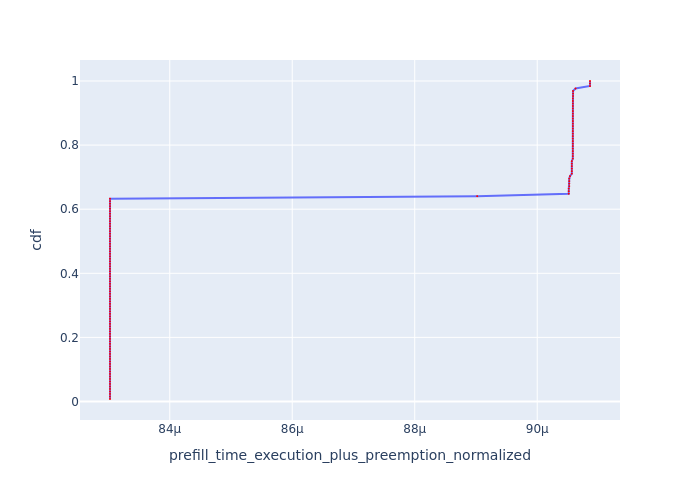 1
0.8
0.6
0.4
0.2
0
cdf
84μ
86μ
88μ
90μ
prefill_time_execution_plus_preemption_normalized